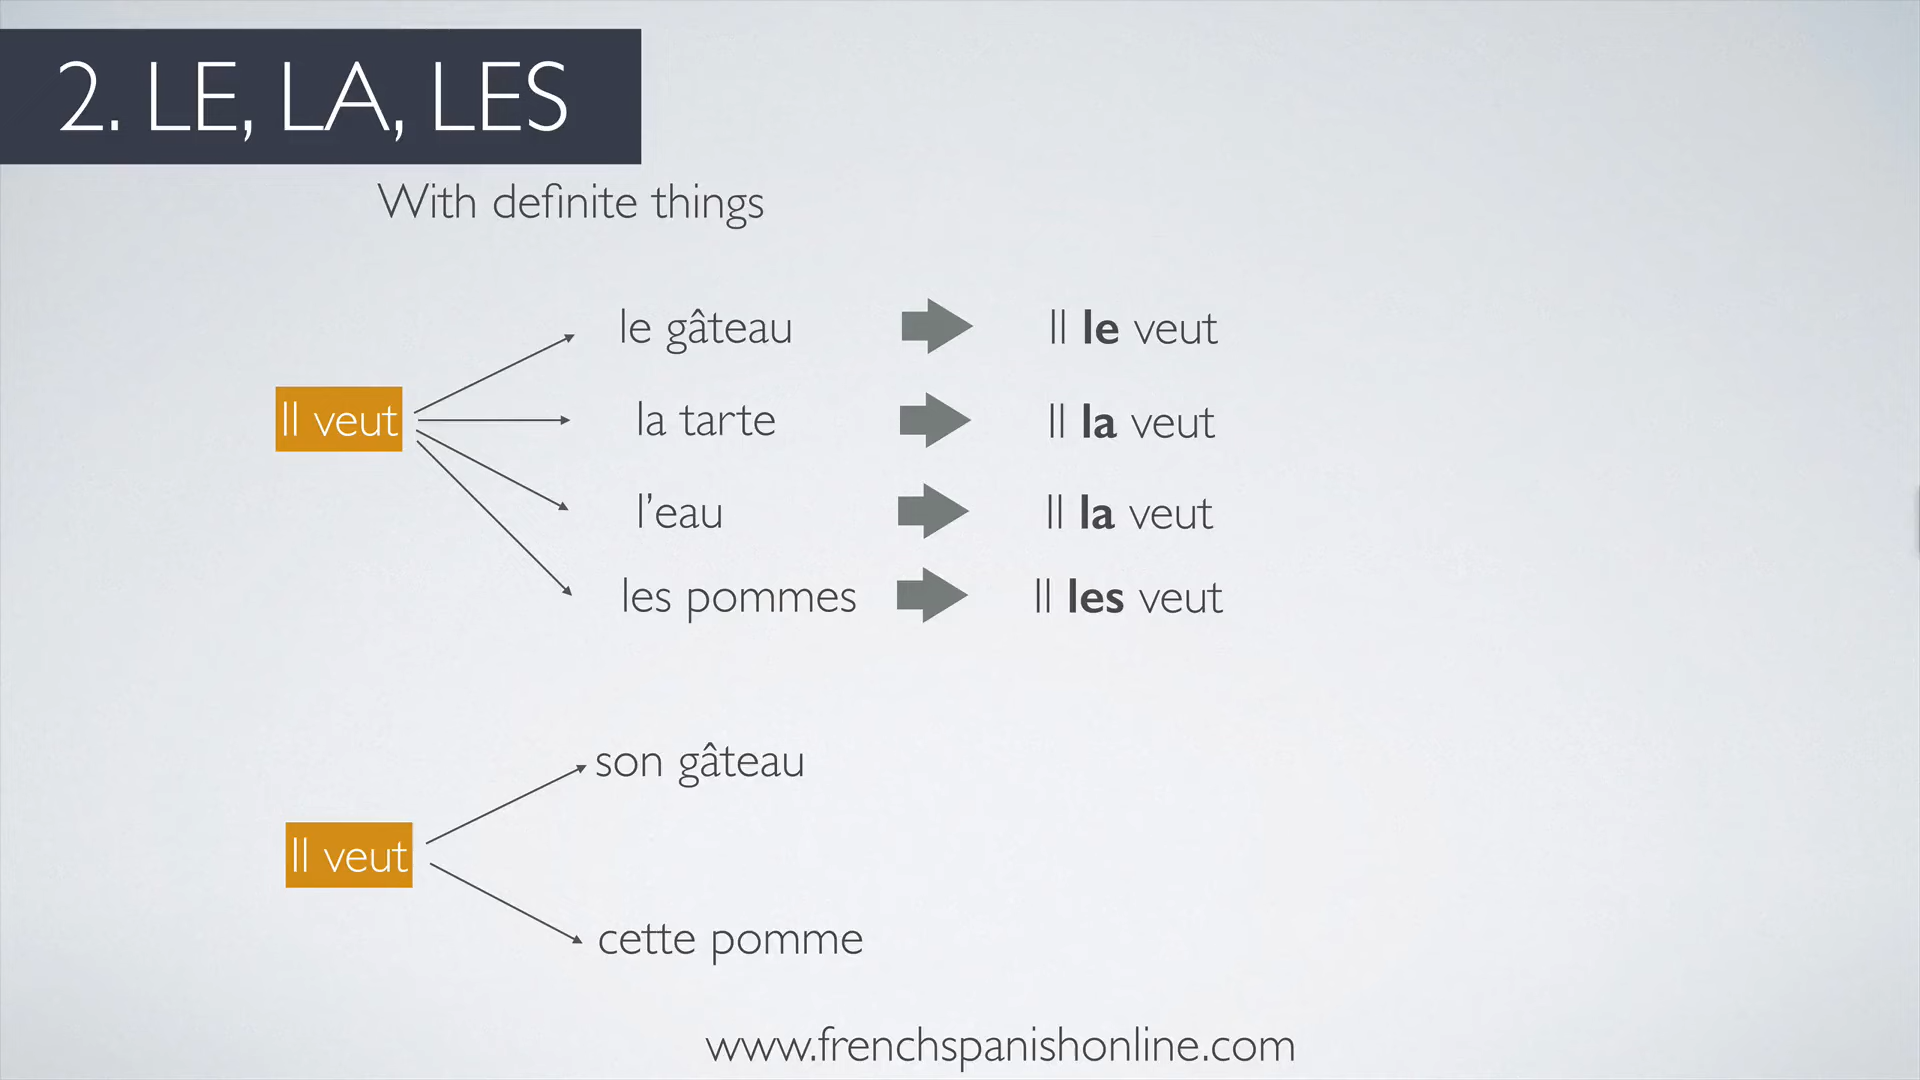 2. LE, LA, LES
With definite things
le gâteau Il le veut
Il veut la tarte Il la veut
l’eau Il la veut
les pommes Il les veut
son gâteau
Il veut
cette pomme
www.frenchspanishonline.com